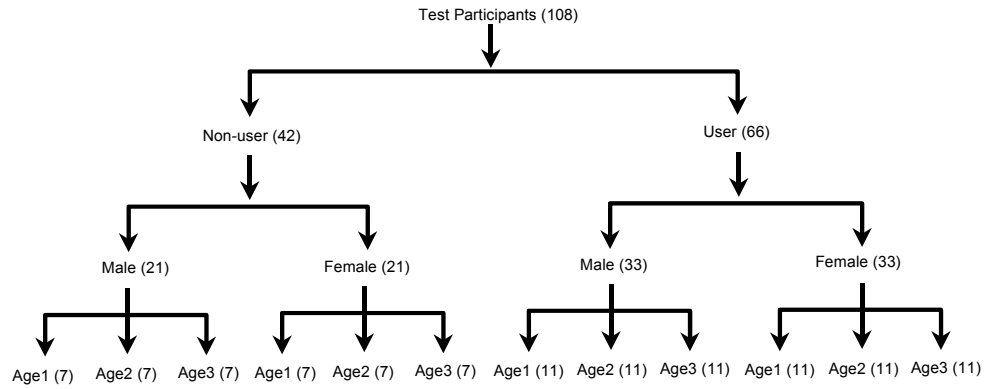 Test Participants (108)
Non-user (42)
User (66)
Male (21)
Female (21)
Male (33)
Female (33)
Age1 (7)
Age2 (7)
Age3 (7)
Age1 (7)
Age2 (7)
Age3 (7)
Age1 (11)
Age2 (11)
Age3 (11)
Age1 (11)
Age2 (11)
Age3 (11)